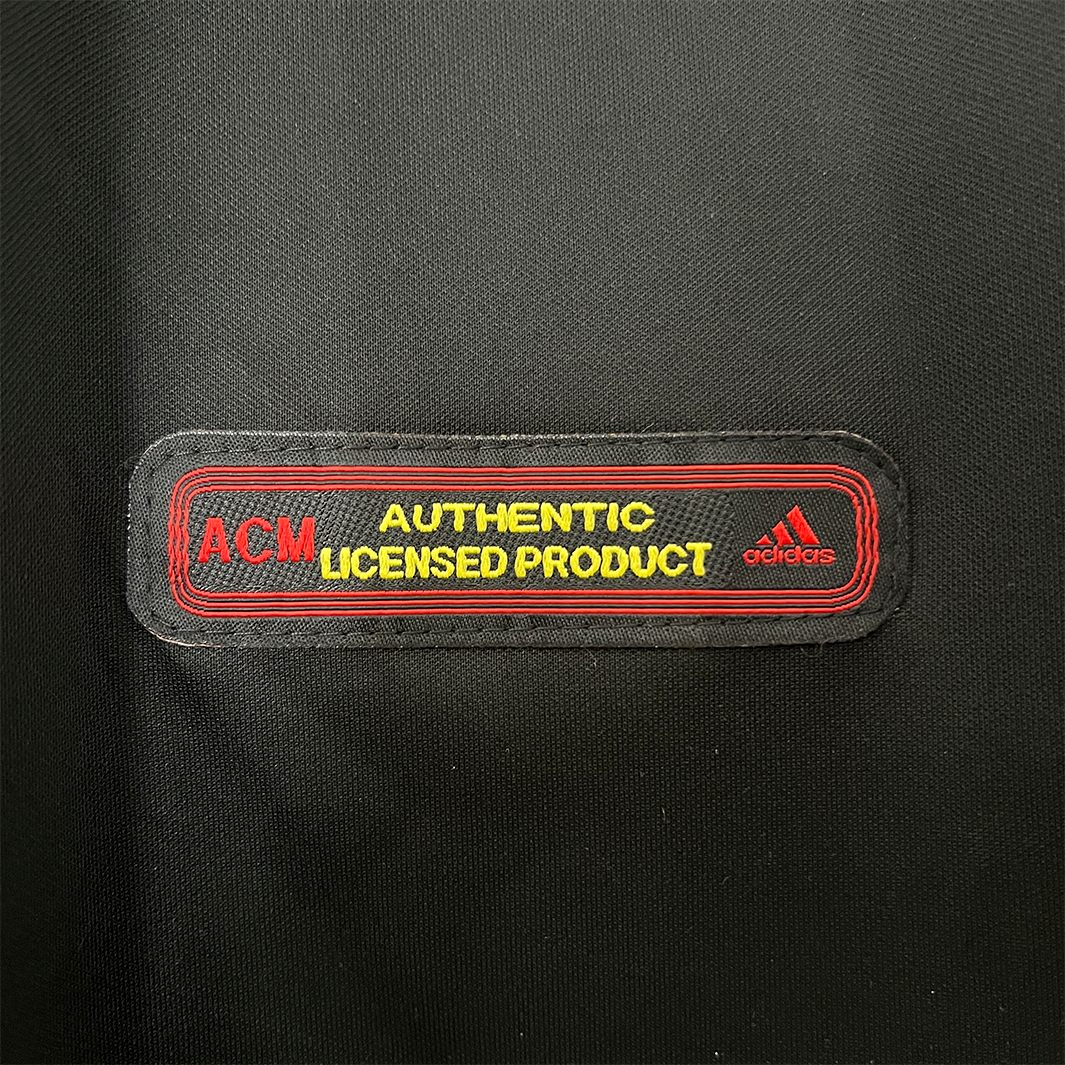 ACM
AUTHENTIC
LICENSED PRODUCT
adidas